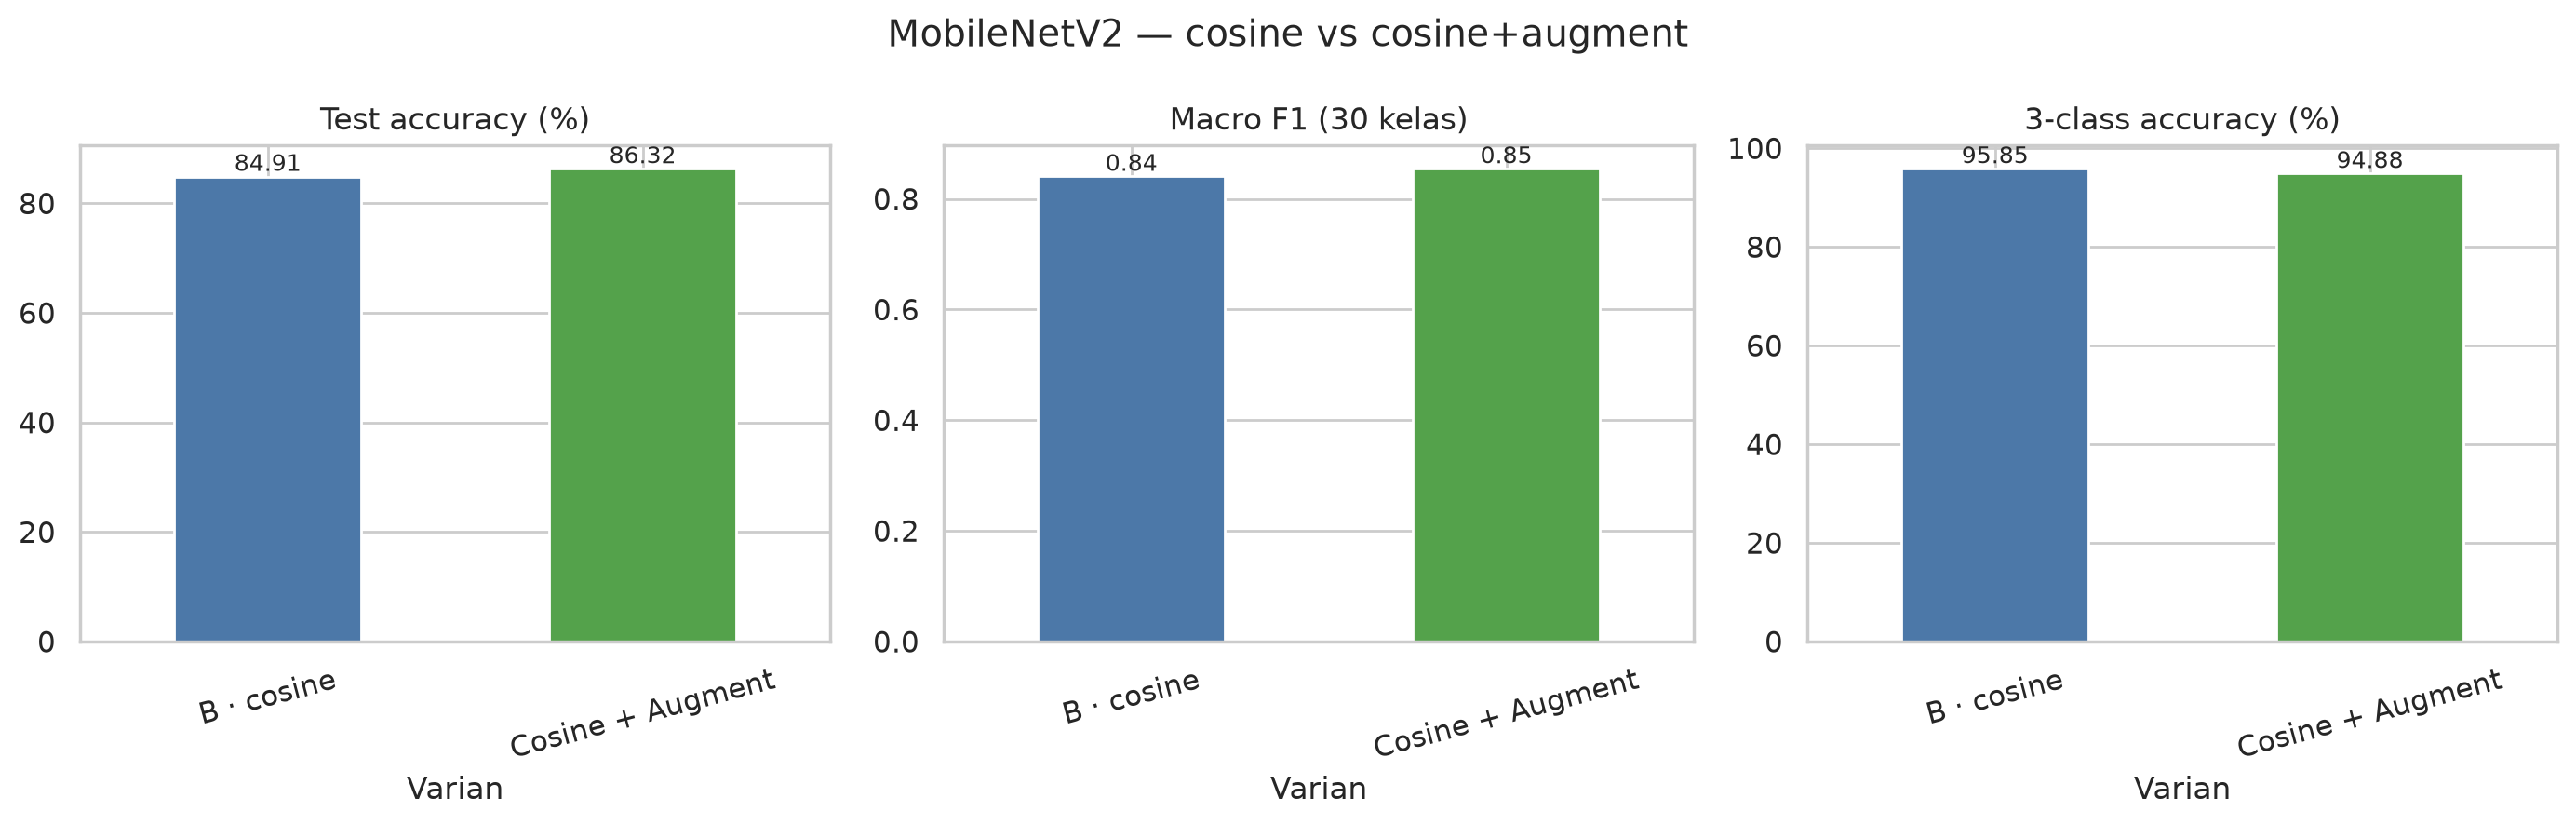 MobileNetV2 — cosine vs cosine+augment
Test accuracy (%)
84.91
86.32
80
60
40
20
0
B · cosine
Cosine + Augment
Varian
Macro F1 (30 kelas)
0.84
0.85
0.8
0.6
0.4
0.2
0.0
B · cosine
Cosine + Augment
Varian
3-class accuracy (%)
100
95.85
94.88
80
60
40
20
0
B · cosine
Cosine + Augment
Varian